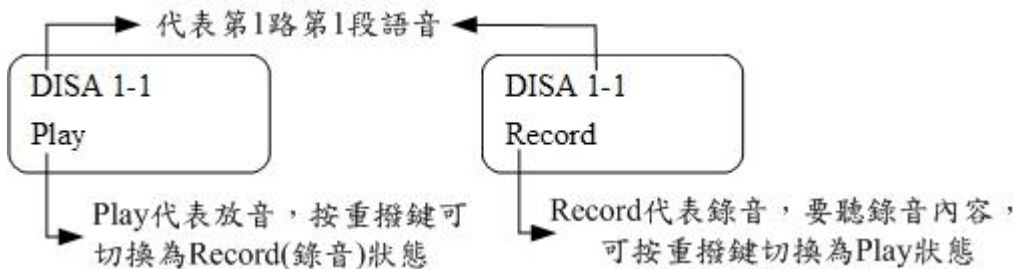 代表第1路第1段語音
DISA 1-1
Play
DISA 1-1
Record
Play代表放音，按重撥鍵可
切換為Record(錄音)狀態
Record代表錄音，要聽錄音內容，
可按重撥鍵切換為Play狀態